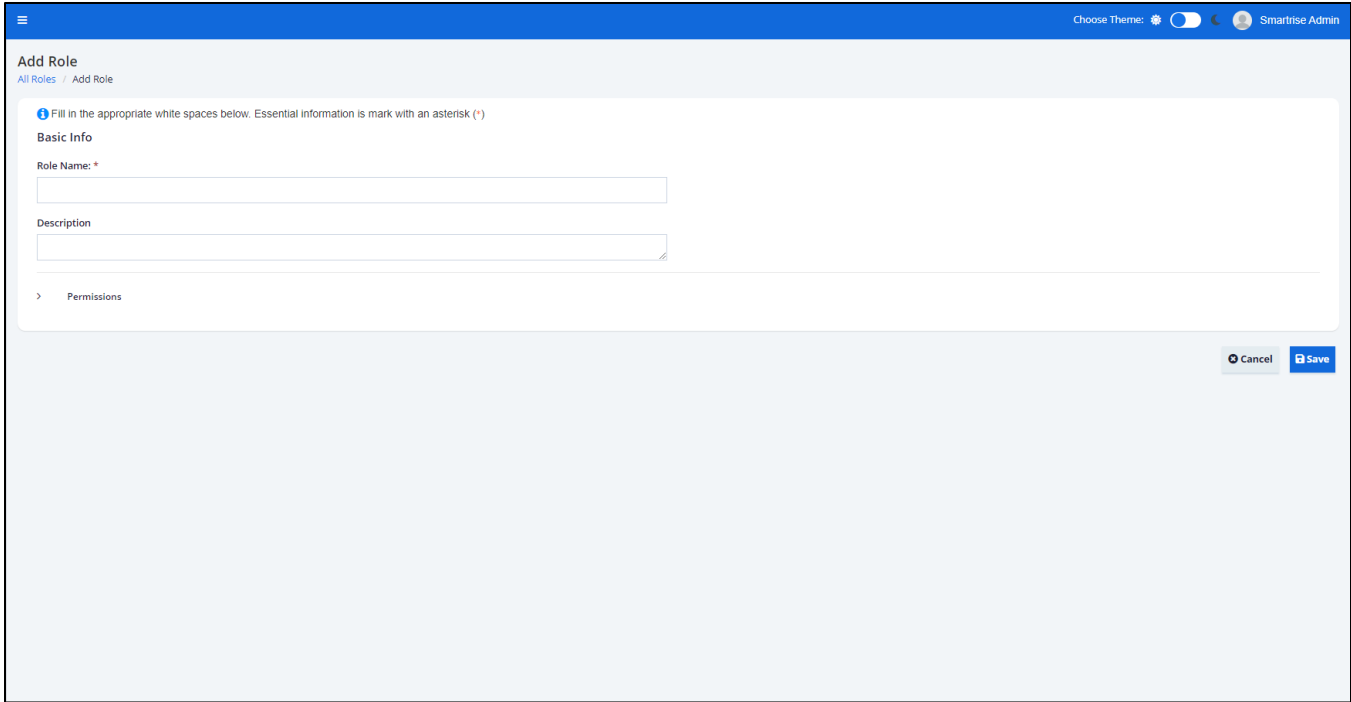 Choose Theme: Smartrise Admin
Add Role
All Roles / Add Role
Fill in the appropriate white spaces below. Essential information is mark with an asterisk (*)
Basic Info
Role Name: *
Description
Permissions
Cancel Save